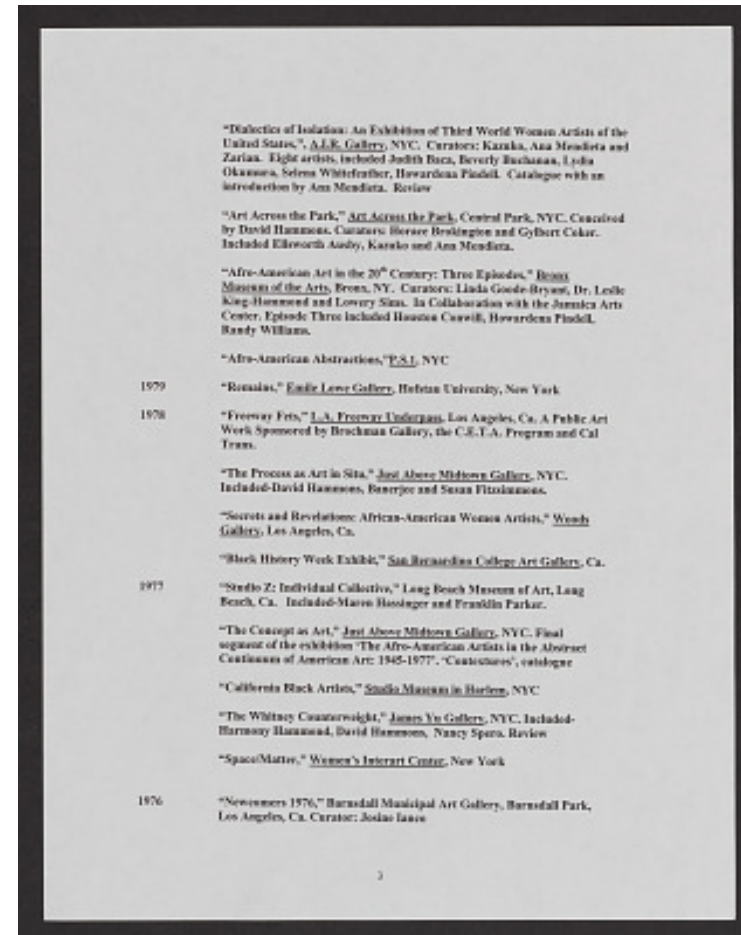 “Dialectics of Isolation: An Exhibition of Third World Women Artists of the
United States,”. A.I.R. Gallery, NYC. Curators: Kazuko, Ana Mendieta and
Zarian. Eight artists, included Judith Baca, Beverly Buchanan, Lydia
Okumura, Selena Whitefeather, Howardena Pindell. Catalogue with an
introduction by Ana Mendieta. Review
“Art Across the Park,” Art Across the Park, Central Park, NYC. Conceived
by David Hammons. Curators: Horace Brokington and Gylbert Coker.
Included Ellsworth Ausby, Kazuko and Ana Mendieta.
“Afro-American Art in the 20th Century: Three Episodes,” Bronx
Museum of the Arts, Bronx, NY. Curators: Linda Goode-Bryant, Dr. Leslie
King-Hammond and Lowery Sims. In Collaboration with the Jamaica Arts
Center. Episode Three included Houston Conwill, Howardena Pindell,
Randy Williams.
“Afro-American Abstractions,”P.S.1, NYC
1979 “Remains,” Emile Lowe Gallery, Hofstan University, New York
1978 “Freeway Fets,” L.A. Freeway Underpass, Los Angeles, Ca. A Public Art
Work Sponsored by Brochman Gallery, the C.E.T.A. Program and Cal
Trans.
“The Process as Art in Situ,” Just Above Midtown Gallery, NYC.
Included-David Hammons, Banerjee and Susan Fitzsimmons.
“Secrets and Revelations: African-American Women Artists,” Woods
Gallery, Los Angeles, Ca.
“Black History Week Exhibit,” San Bernardino College Art Gallery, Ca.
1977 “Studio Z: Individual Collective,” Long Beach Museum of Art, Long
Beach, Ca. Included-Maren Hassinger and Franklin Parker.
“The Concept as Art,” Just Above Midtown Gallery, NYC. Final
segment of the exhibition ‘The Afro-American Artists in the Abstract
Continuum of American Art: 1945-1977’. ‘Contextures’, catalogue
“California Black Artists,” Studio Museum in Harlem, NYC
“The Whitney Counterweight,” James Yu Gallery, NYC. Included-
Harmony Hammond, David Hammons, Nancy Spero. Review
“Space/Matter,” Women’s Interart Center, New York
1976 “Newcomers 1976,” Barnsdall Municipal Art Gallery, Barnsdall Park,
Los Angeles, Ca. Curator: Josine Ianco
3